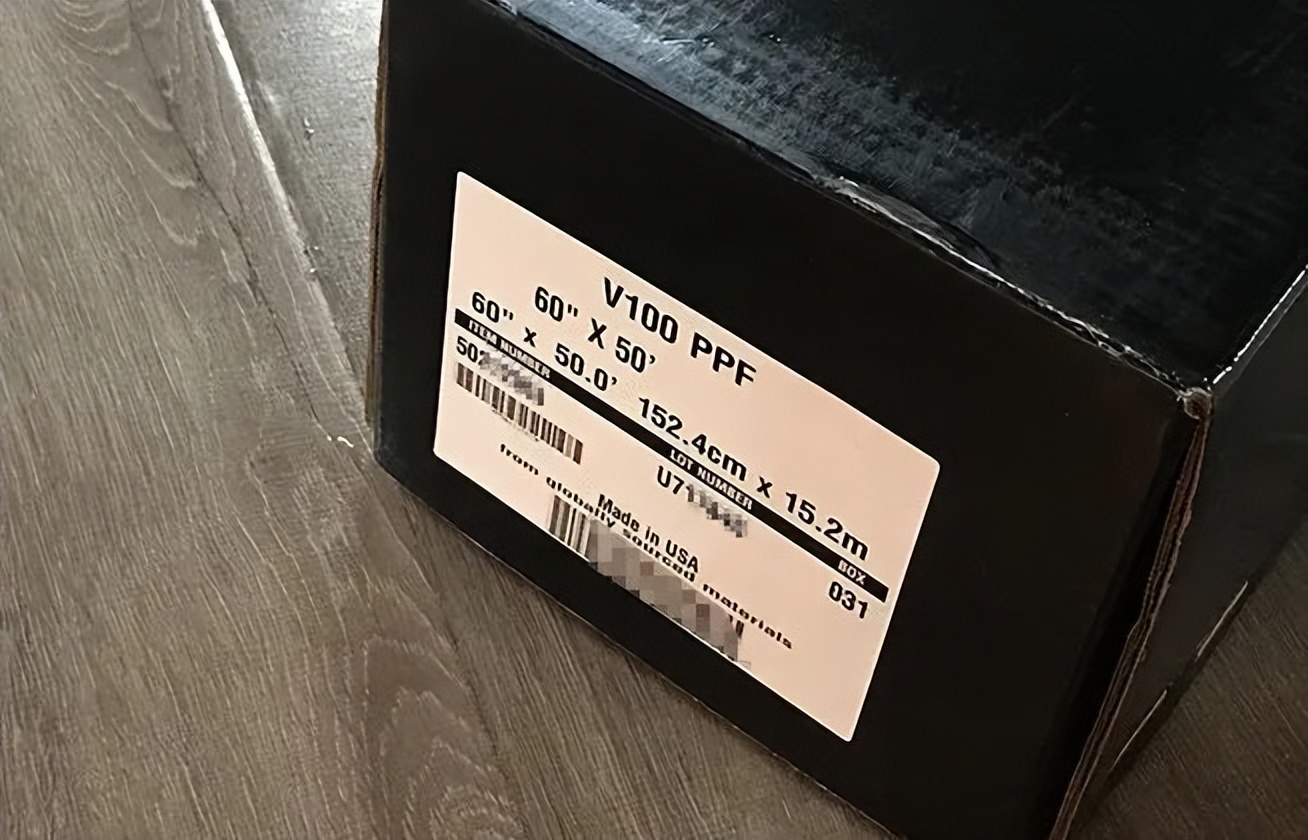 V100 PPF
60" X 50'
60" x 50.0' 152.4cm x 15.2m
ITEM NUMBER LOT NUMBER BOX
031
Made in USA
from globally sourced materials